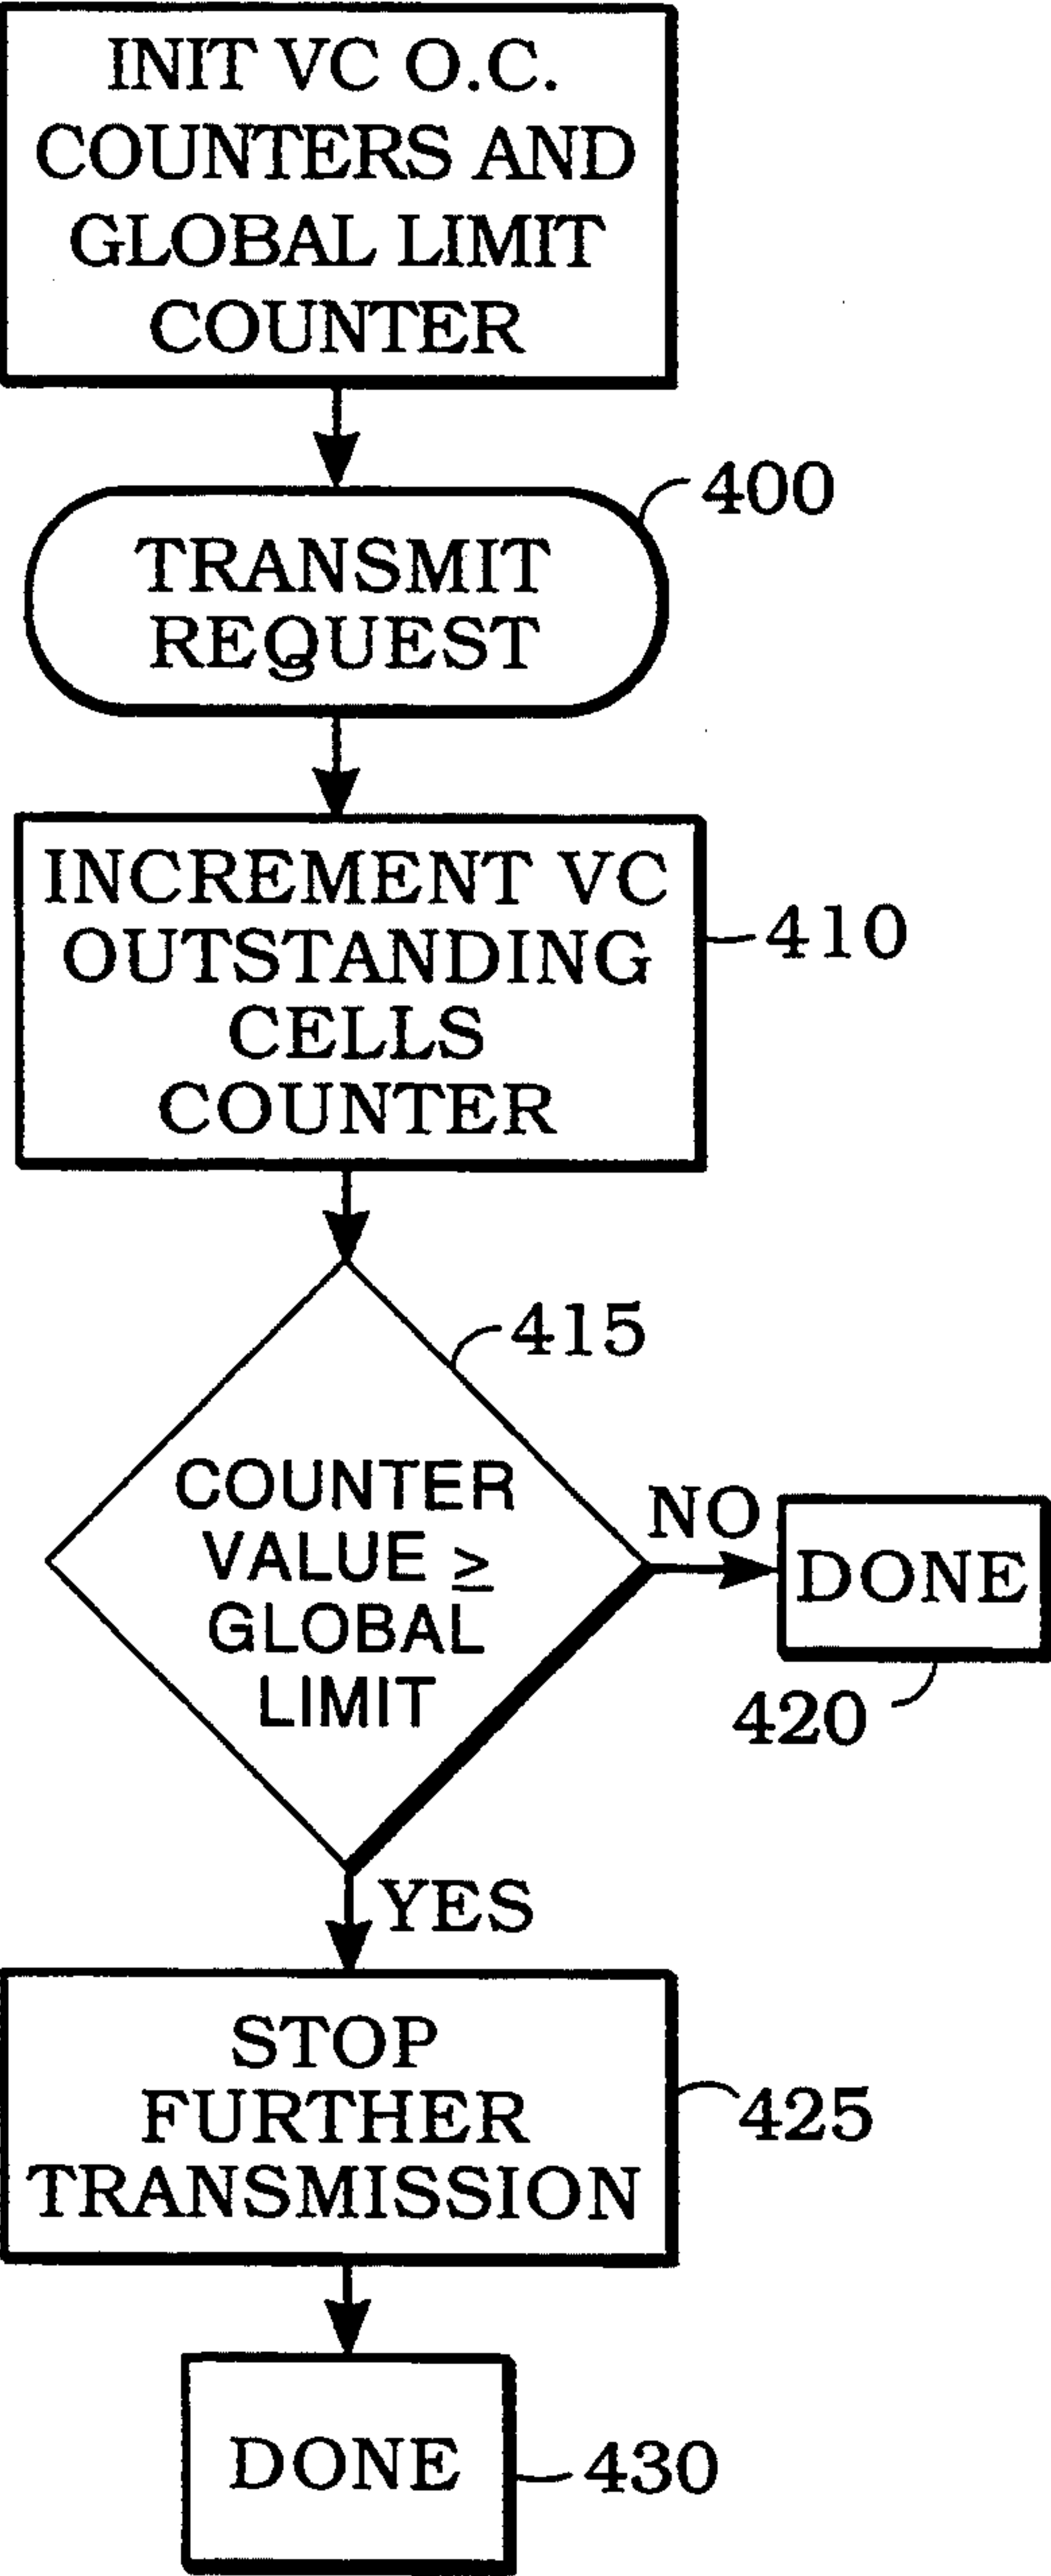 INIT VC O.C.
COUNTERS AND
GLOBAL LIMIT
COUNTER
400
TRANSMIT
REQUEST
INCREMENT VC
OUTSTANDING
CELLS
COUNTER
410
415
COUNTER
VALUE ≥
GLOBAL
LIMIT
NO
DONE
420
YES
STOP
FURTHER
TRANSMISSION
425
DONE
430